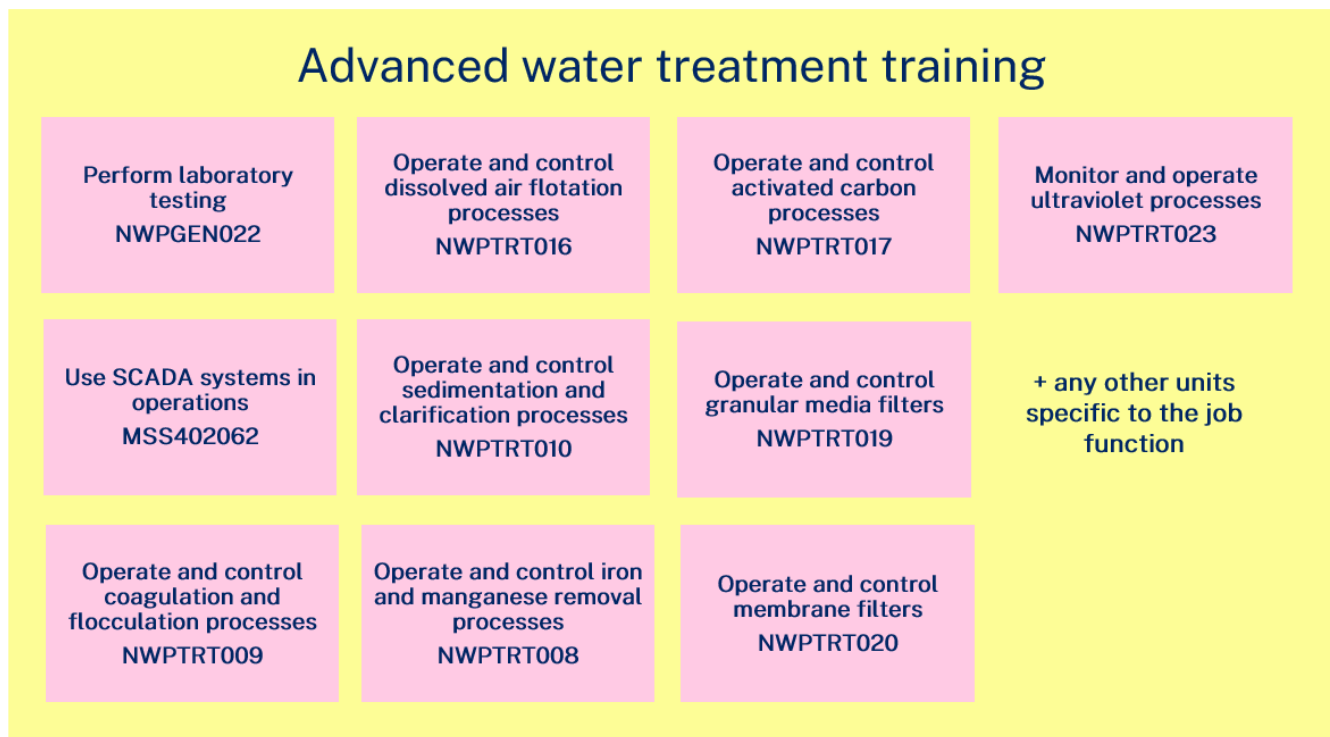 Advanced water treatment training
Perform laboratory
testing
NWPGEN022
Operate and control
dissolved air flotation
processes
NWPTRT016
Operate and control
activated carbon
processes
NWPTRT017
Monitor and operate
ultraviolet processes
NWPTRT023
Use SCADA systems in
operations
MSS402062
Operate and control
sedimentation and
clarification processes
NWPTRT010
Operate and control
granular media filters
NWPTRT019
+ any other units
specific to the job
function
Operate and control
coagulation and
flocculation processes
NWPTRT009
Operate and control iron
and manganese removal
processes
NWPTRT008
Operate and control
membrane filters
NWPTRT020